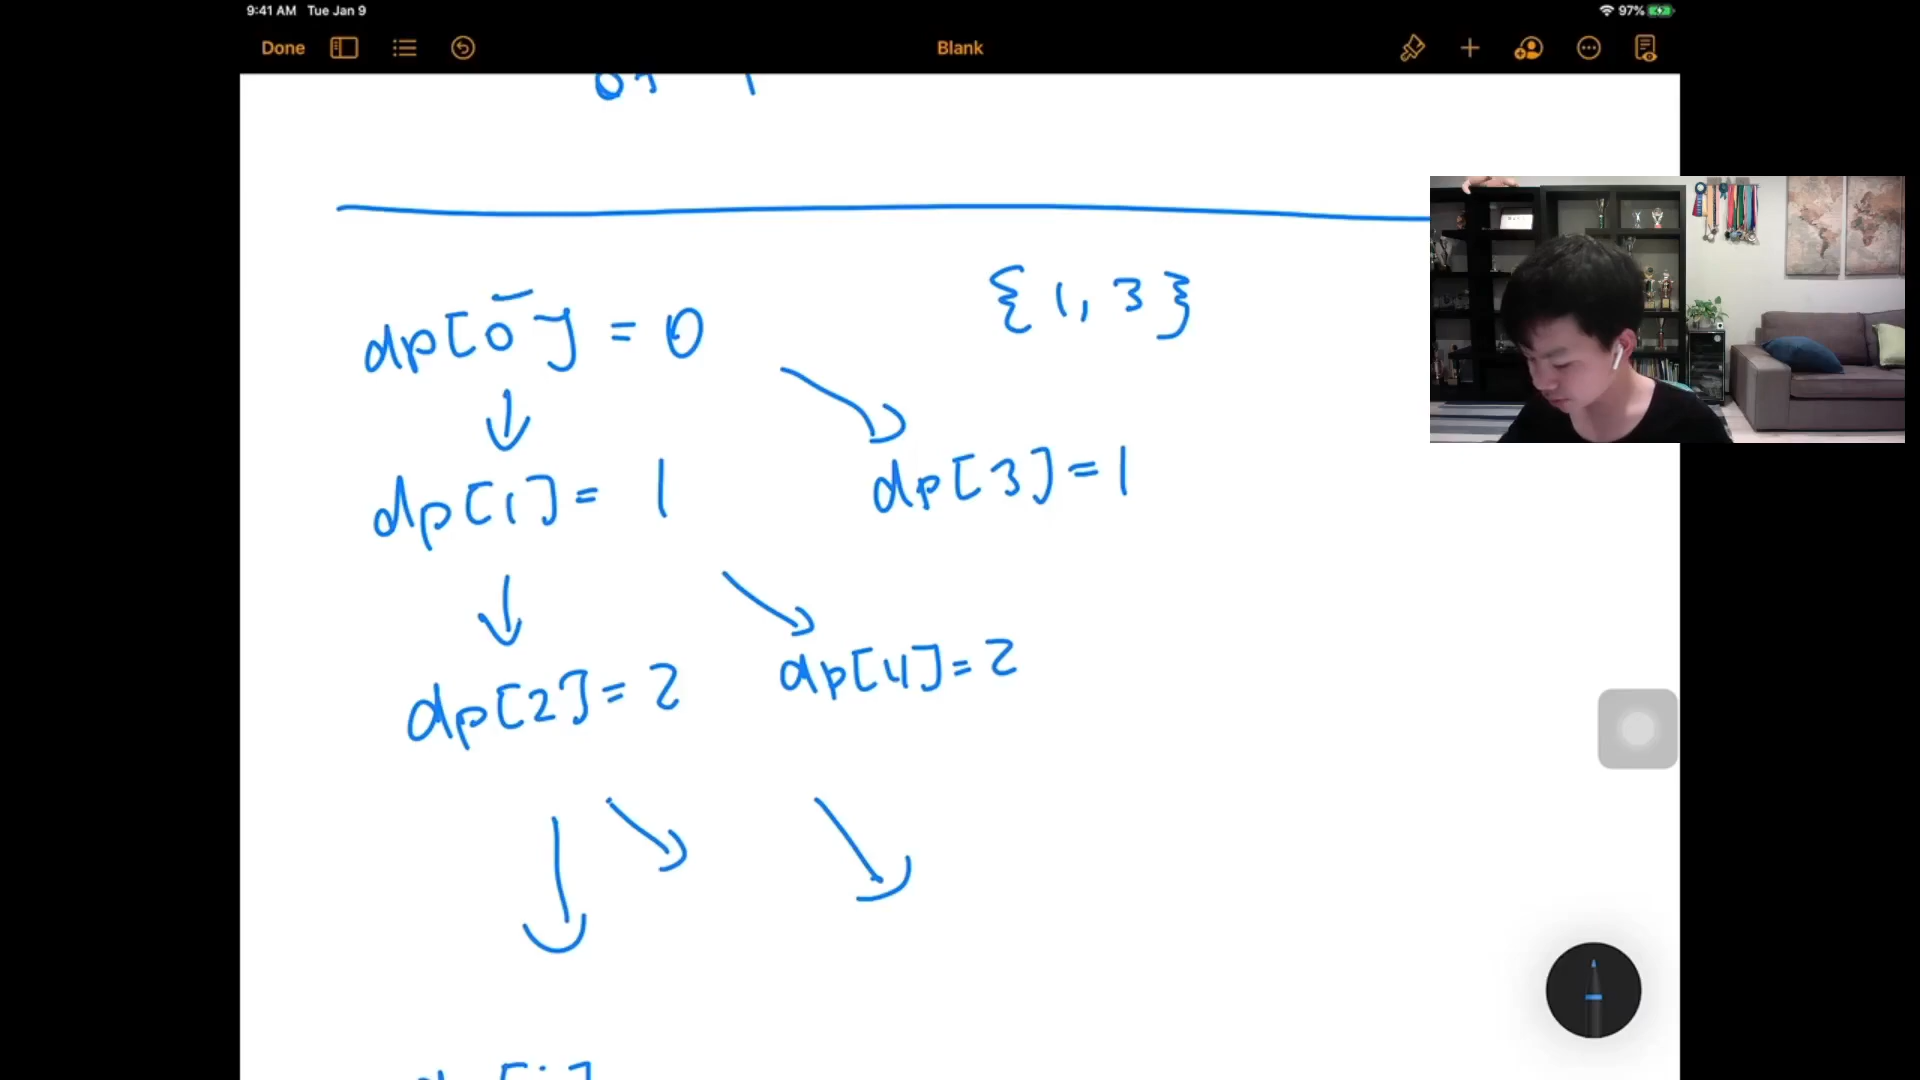 9:41 AM Tue Jan 9
97%
Done
Blank
{1, 3}
dp[0] = 0
dp[1] = 1
dp[3] = 1
dp[2] = 2
dp[4] = 2